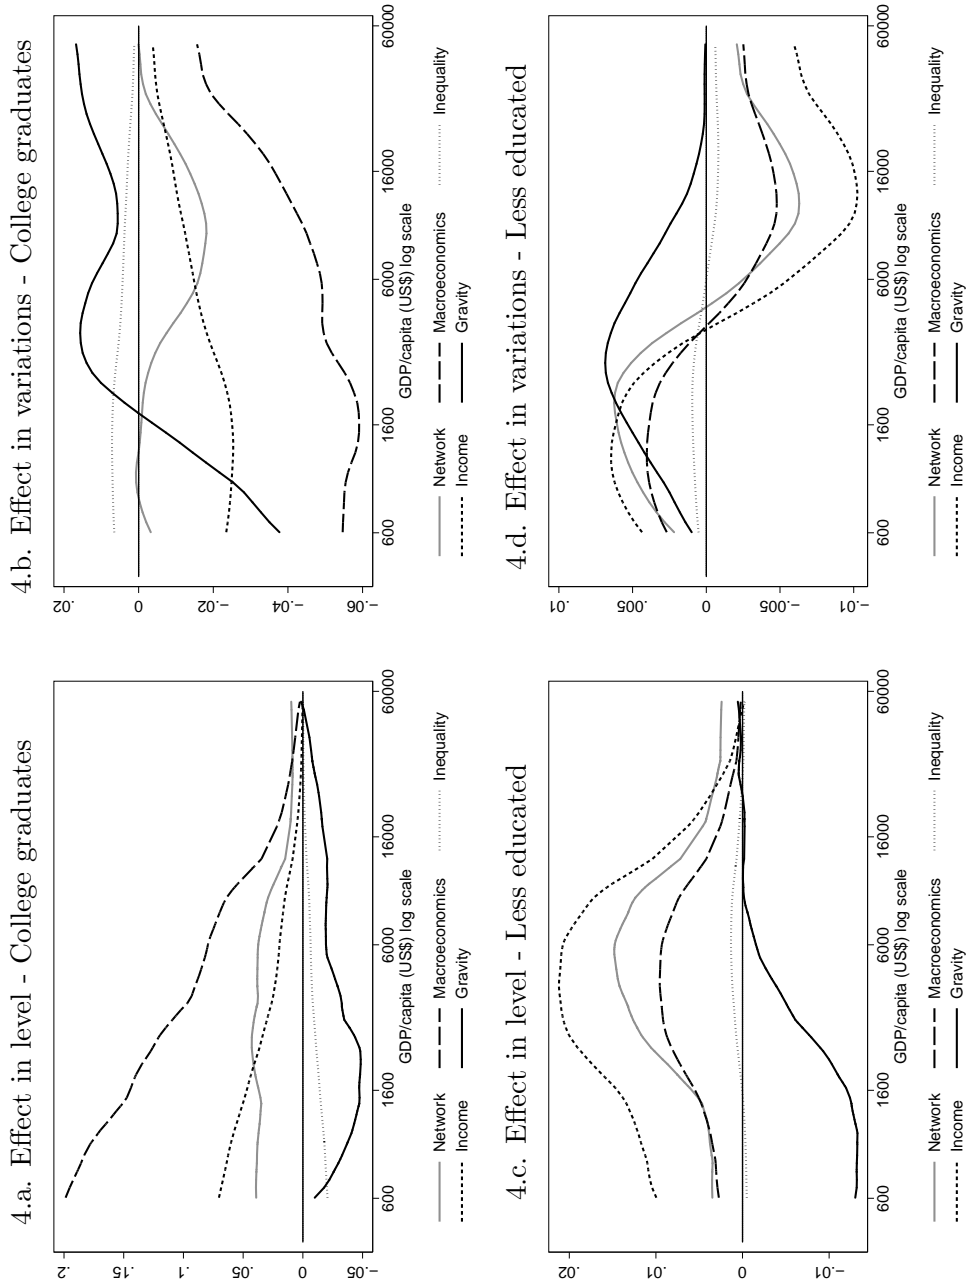 4.a. Effect in level - College graduates
.2
.15
.1
.05
0
-.05
600
1600
6000
16000
60000
GDP/capita (US$) log scale
Network
Macroeconomics
Inequality
Income
Gravity
4.b. Effect in variations - College graduates
.02
0
-.02
-.04
-.06
600
1600
6000
16000
60000
GDP/capita (US$) log scale
Network
Macroeconomics
Inequality
Income
Gravity
4.c. Effect in level - Less educated
.02
.01
0
-.01
600
1600
6000
16000
60000
GDP/capita (US$) log scale
Network
Macroeconomics
Inequality
Income
Gravity
4.d. Effect in variations - Less educated
.01
.005
0
-.005
-.01
600
1600
6000
16000
60000
GDP/capita (US$) log scale
Network
Macroeconomics
Inequality
Income
Gravity